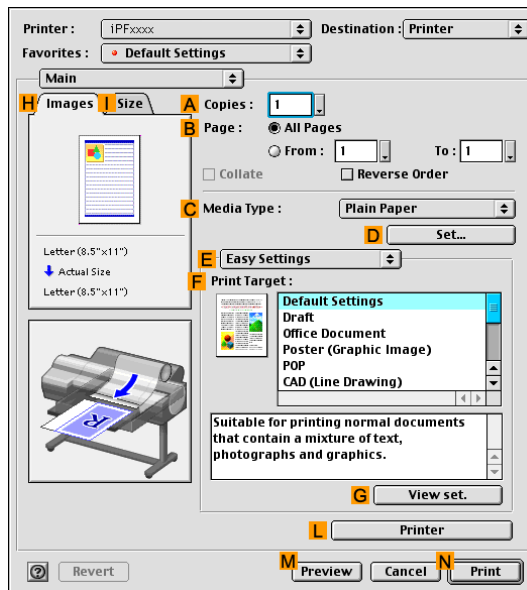 Printer : iPFxxxx Destination : Printer
Favorites : Default Settings
Main
H Images I Size
A Copies : 1
B Page : All Pages
From : 1 To : 1
Collate Reverse Order
C Media Type : Plain Paper
D Set...
Letter (8.5"x11")
Actual Size
Letter (8.5"x11")
E Easy Settings
F Print Target :
Default Settings
Draft
Office Document
Poster (Graphic Image)
POP
CAD (Line Drawing)
R
Suitable for printing normal documents
that contain a mixture of text,
photographs and graphics.
G View set.
L Printer
? Revert M Preview Cancel N Print